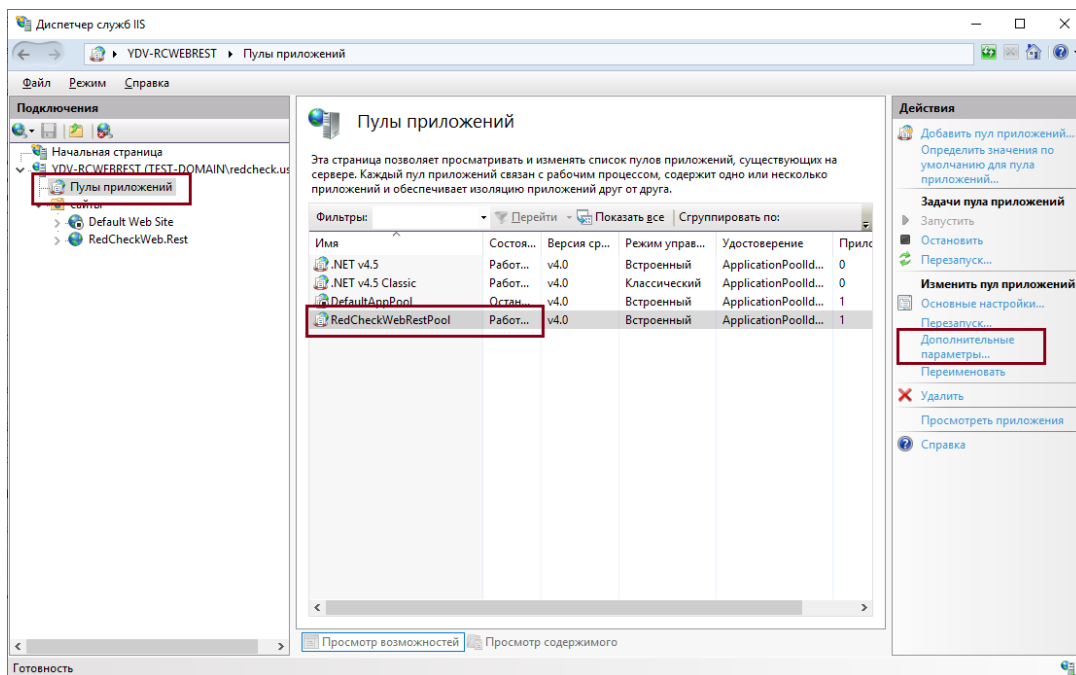 Диспетчер служб IIS
YDV-RCWEBREST Пулы приложений
Файл Режим Справка
Подключения
Начальная страница
YDV-RCWEBREST (TEST-DOMAIN\redcheck.us
Пулы приложений
сайты
Default Web Site
RedCheckWeb.Rest
Пулы приложений
Эта страница позволяет просматривать и изменять список пулов приложений, существующих на
сервере. Каждый пул приложений связан с рабочим процессом, содержит одно или несколько
приложений и обеспечивает изоляцию приложений друг от друга.
Фильтры: Перейти Показать все Сгруппировать по:
Имя Состоя... Версия ср... Режим управ... Удостоверение Прило
.NET v4.5 Работ... v4.0 Встроенный ApplicationPoolId... 0
.NET v4.5 Classic Работ... v4.0 Классический ApplicationPoolId... 0
DefaultAppPool Остан... v4.0 Встроенный ApplicationPoolId... 1
RedCheckWebRestPool Работ... v4.0 Встроенный ApplicationPoolId... 1
Просмотр возможностей Просмотр содержимого
Действия
Добавить пул приложений...
Определить значения по
умолчанию для пула
приложений...
Задачи пула приложений
Запустить
Остановить
Перезапуск...
Изменить пул приложений
Основные настройки...
Перезапуск...
Дополнительные
параметры...
Переименовать
Удалить
Просмотреть приложения
Справка
Готовность